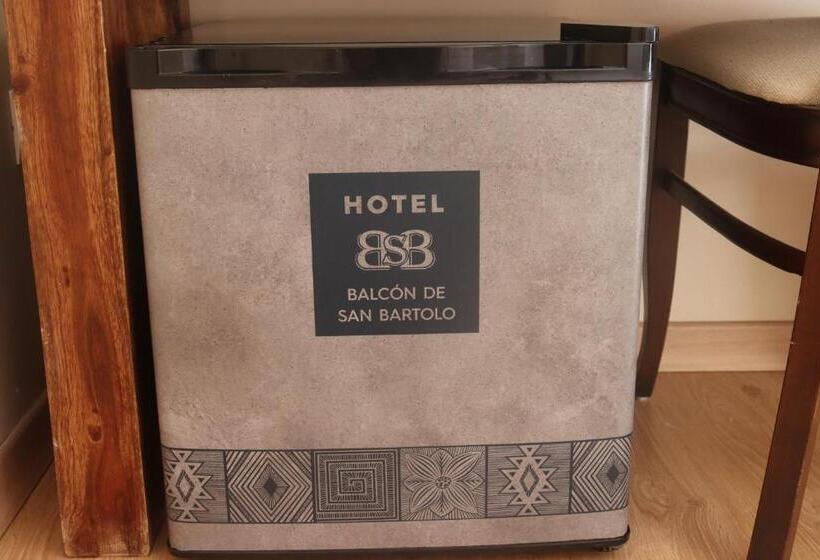 HOTEL
BSB
BALCÓN DE
SAN BARTOLO